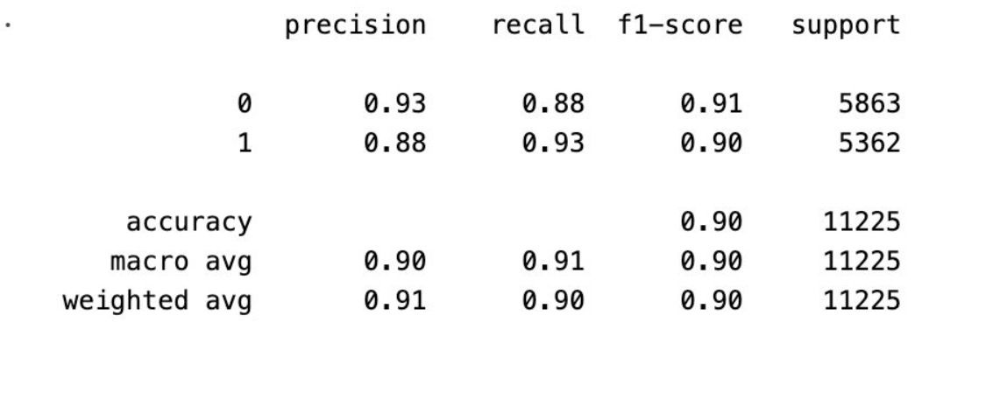 precision recall f1-score support
0 0.93 0.88 0.91 5863
1 0.88 0.93 0.90 5362
accuracy 0.90 11225
macro avg 0.90 0.91 0.90 11225
weighted avg 0.91 0.90 0.90 11225